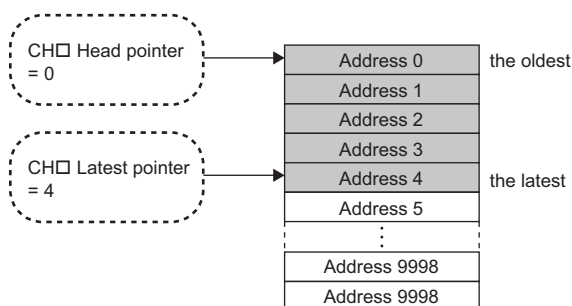 CH□ Head pointer
= 0
Address 0
the oldest
Address 1
Address 2
Address 3
CH□ Latest pointer
= 4
Address 4
the latest
Address 5
⋮
Address 9998
Address 9998